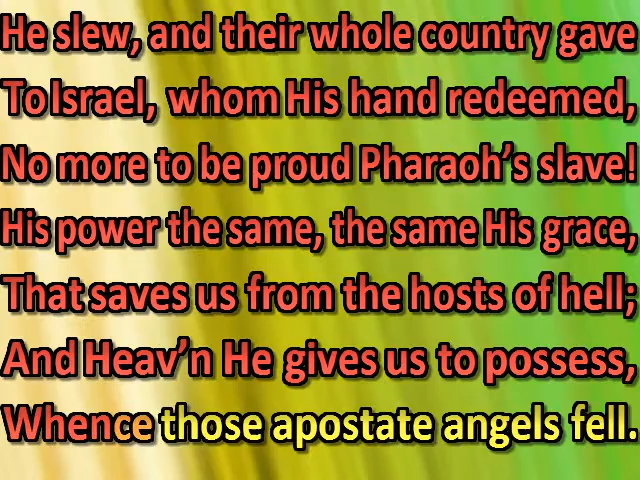 He slew, and their whole country gave
To Israel, whom His hand redeemed,
No more to be proud Pharaoh’s slave!
His power the same, the same His grace,
That saves us from the hosts of hell;
And Heav’n He gives us to possess,
Whence those apostate angels fell.